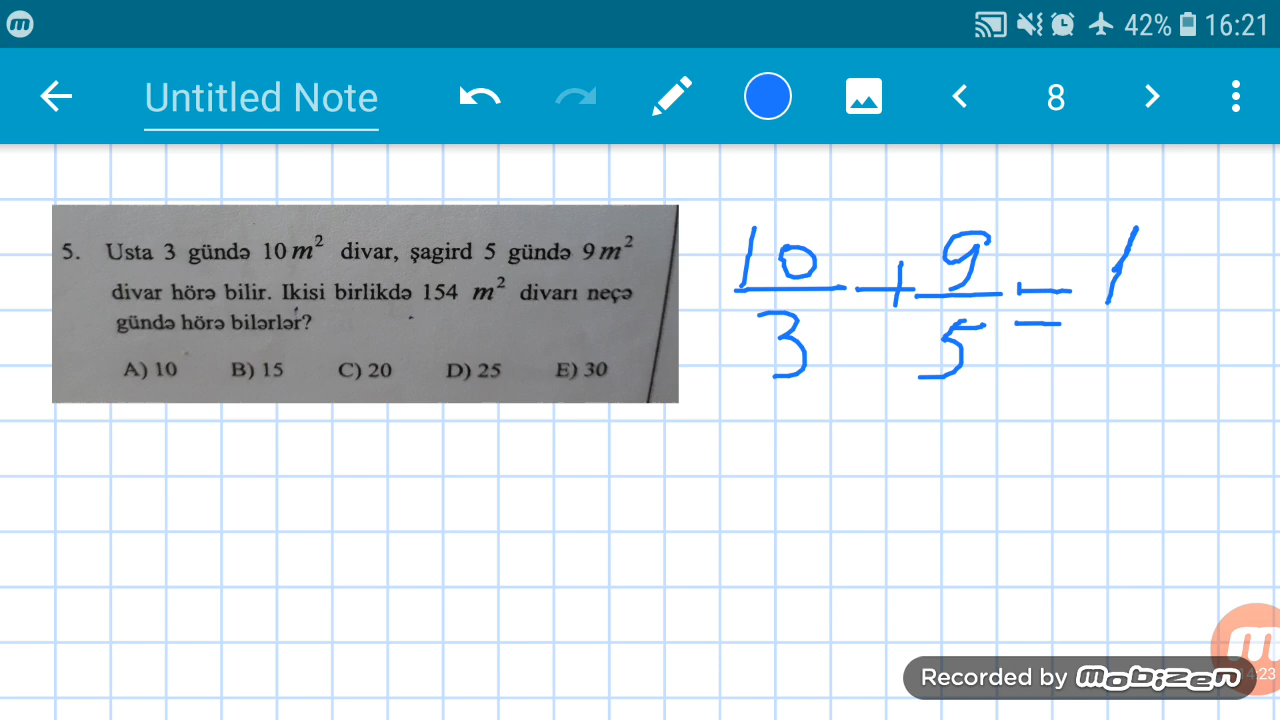 42% 16:21
Untitled Note 8
5. Usta 3 gündə 10 m² divar, şagird 5 gündə 9 m²
divar hörə bilir. Ikisi birlikdə 154 m² divarı neçə
gündə hörə bilərlər?
A) 10 B) 15 C) 20 D) 25 E) 30
10/3 + 9/5 = 1
Recorded by mobizen
14:23